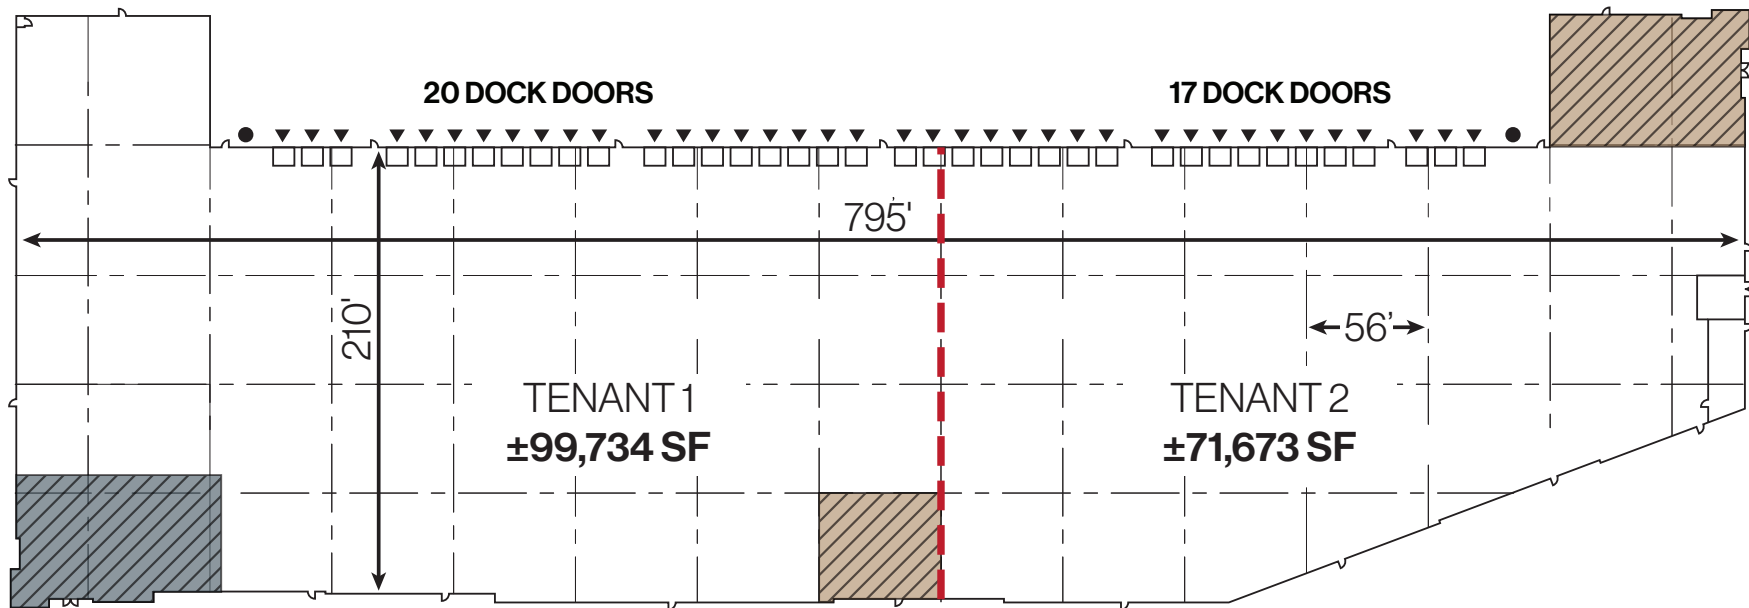 20 DOCK DOORS
17 DOCK DOORS
795'
210'
56'
TENANT 1
±99,734 SF
TENANT 2
±71,673 SF